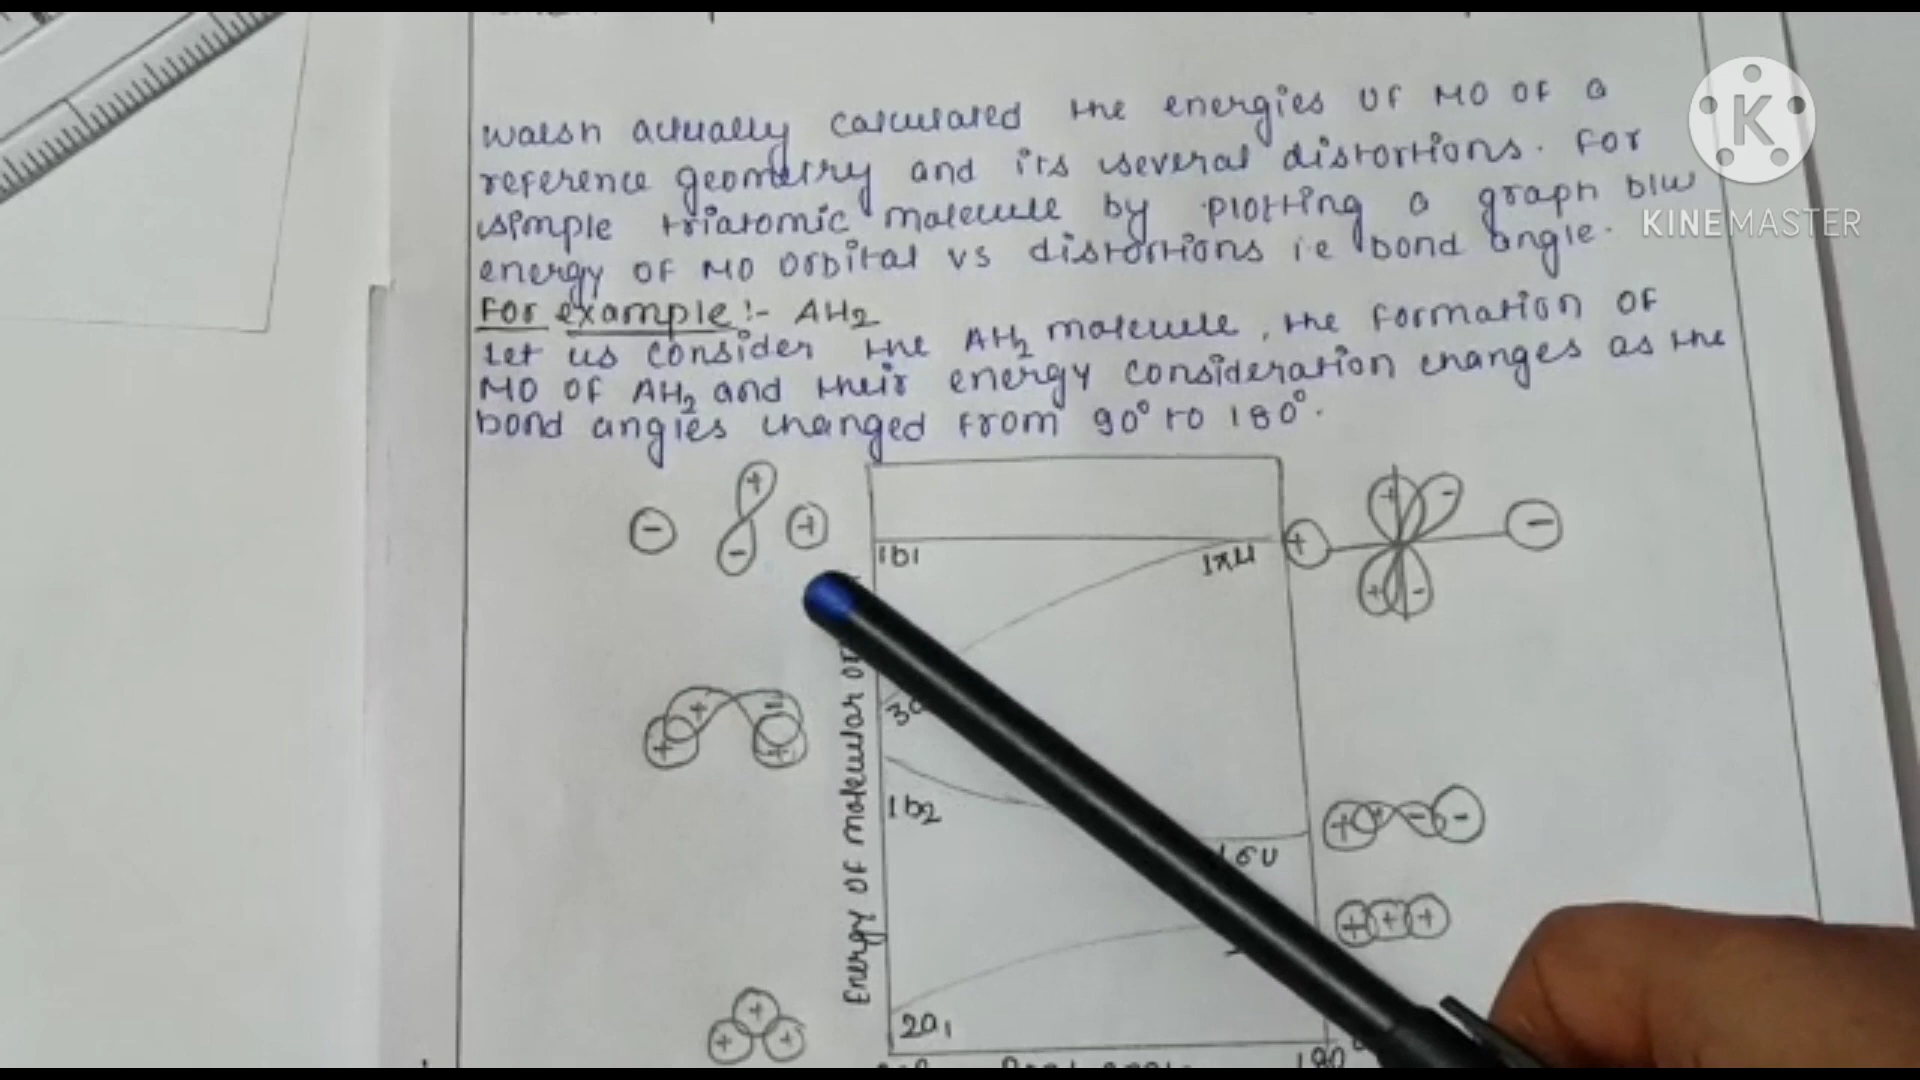 Walsh actually calculated the energies of MO of a
reference geometry and its several distortions. For
simple triatomic molecule by plotting a graph b/w
energy of MO orbital vs distortions i.e bond angle.
For example:- AH2
Let us consider the AH2 molecule, the formation of
MO of AH2 and their energy consideration changes as the
bond angles changed from 90° to 180°.
K
KINEMASTER
+
-
+
-
1b1
1πu
+
+
-
-
+
-
3a
+
-
+
+
1b2
1σu
+
+
-
-
Energy of molecular
+
+
+
+
+
+
2a1
180°